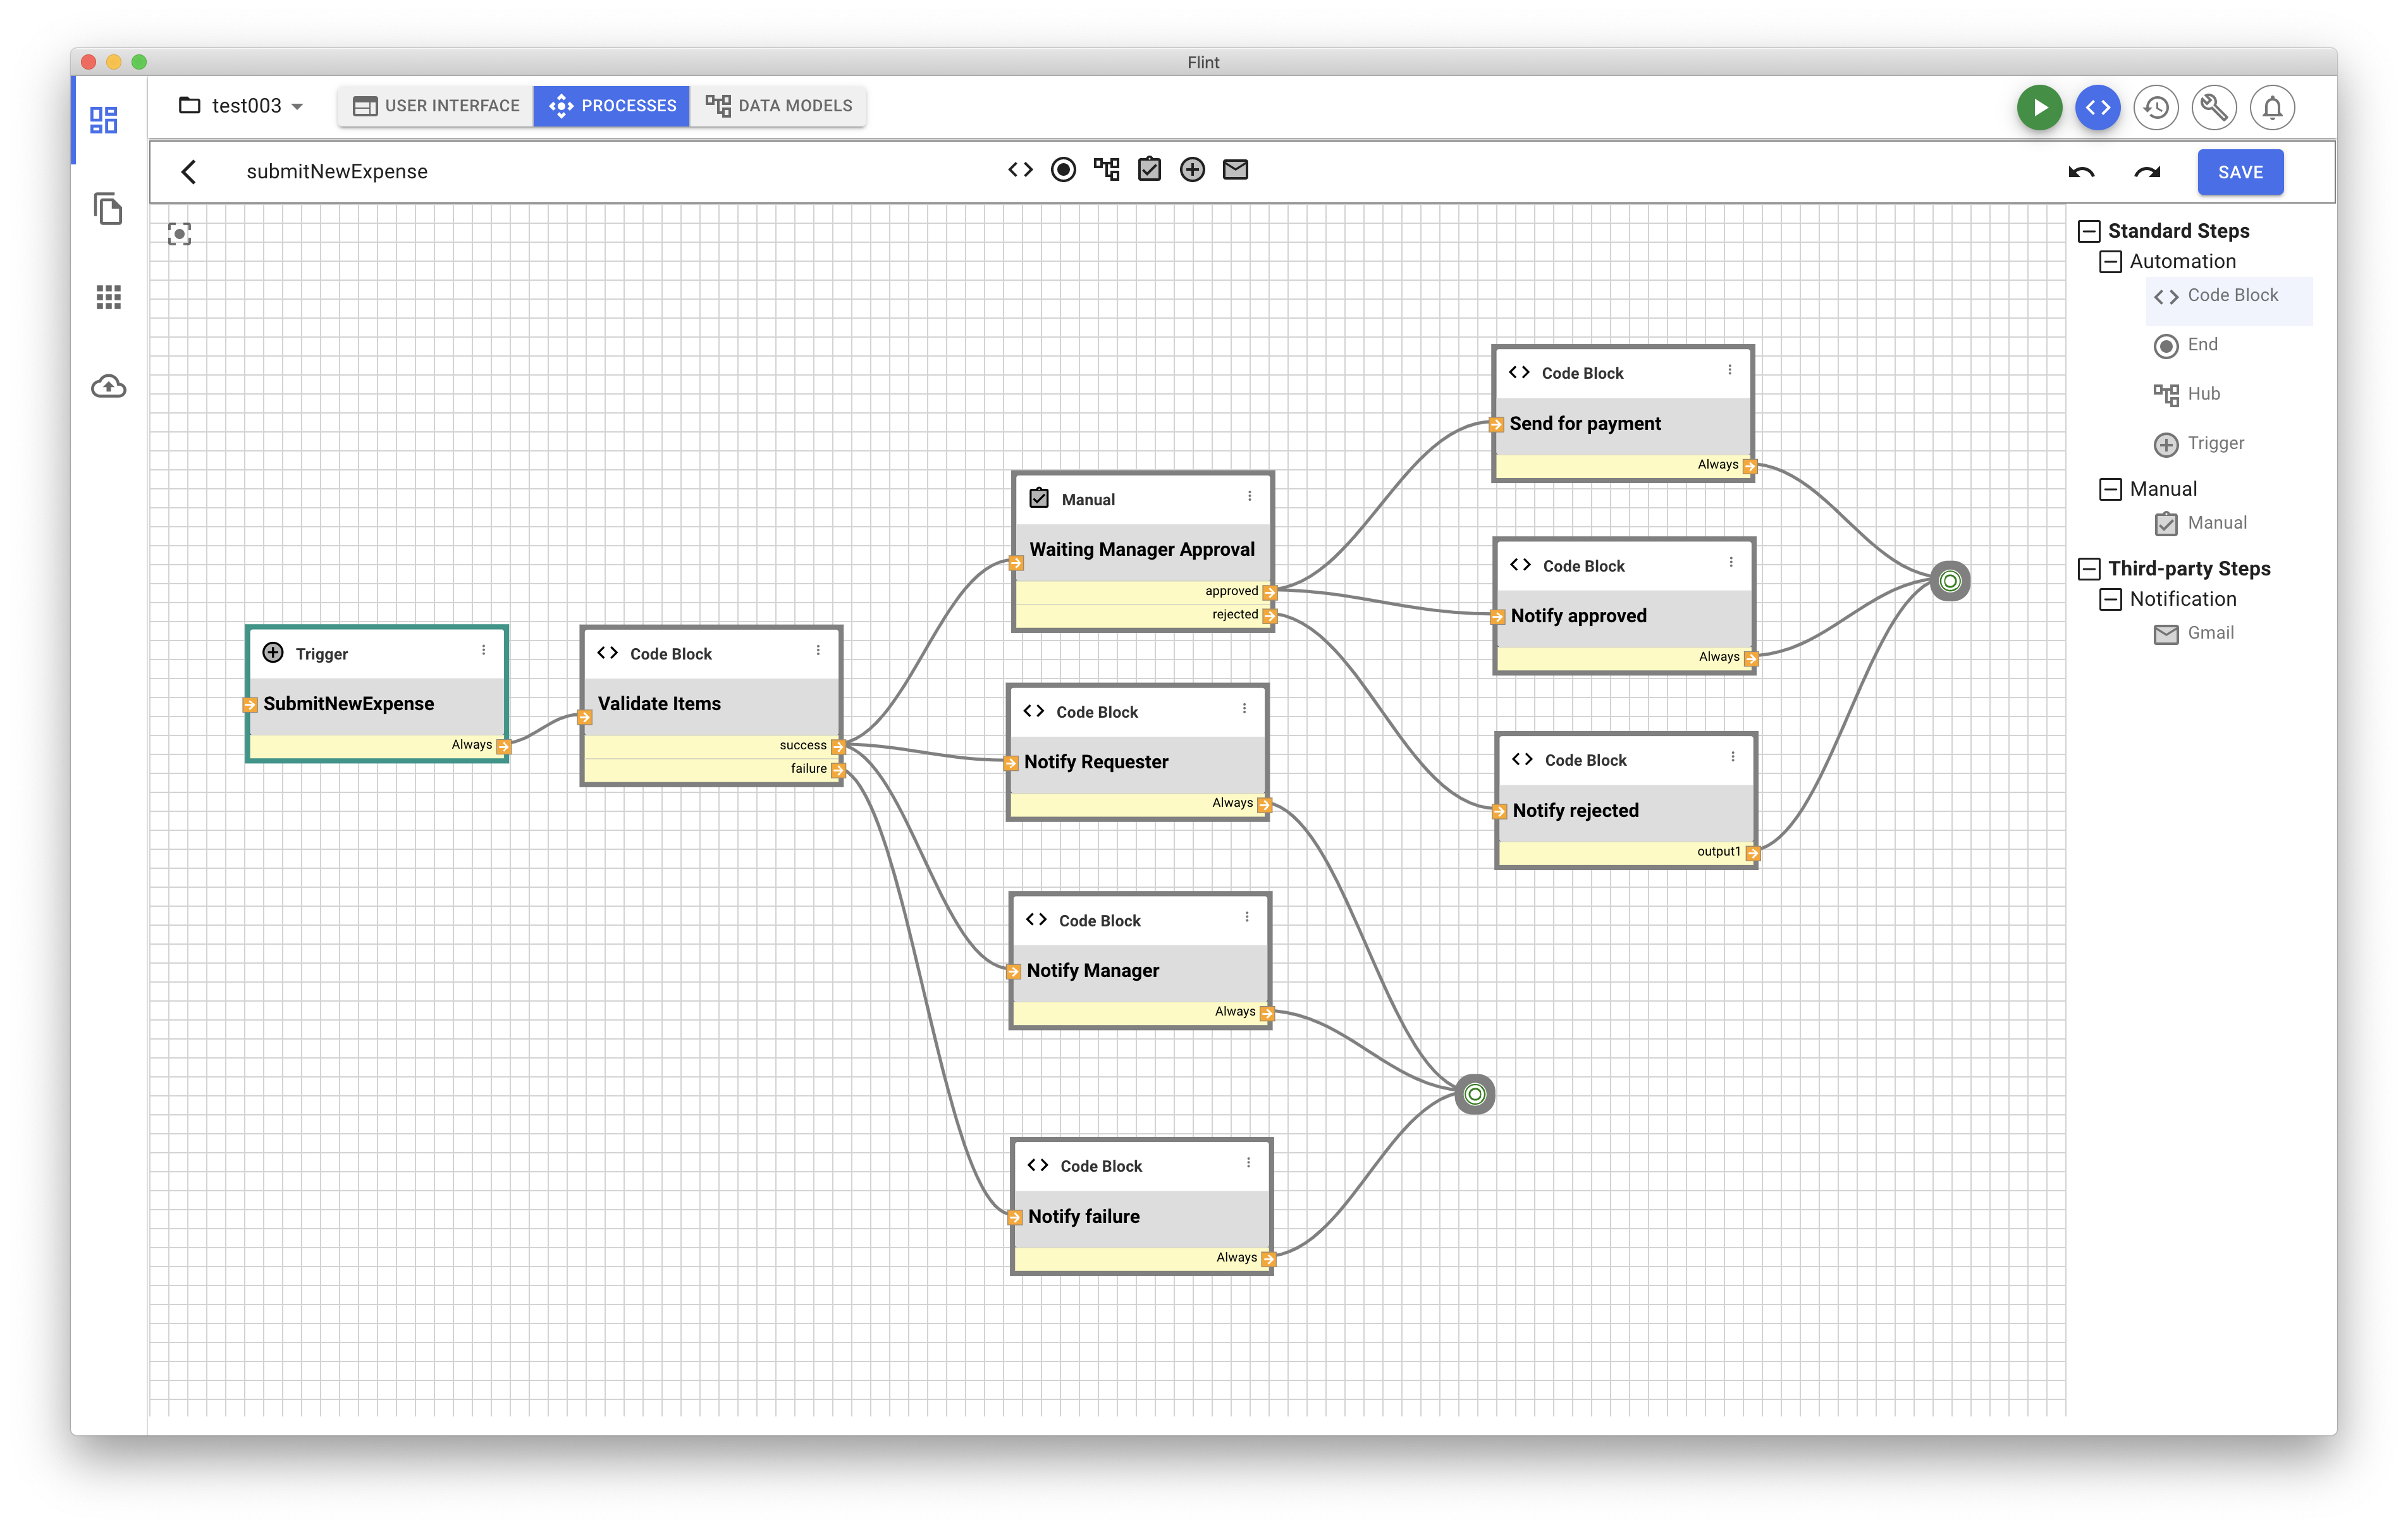 Flint
test003
USER INTERFACE
PROCESSES
DATA MODELS
submitNewExpense
SAVE
Trigger
SubmitNewExpense
Always
Code Block
Validate Items
success
failure
Manual
Waiting Manager Approval
approved
rejected
Code Block
Notify Requester
Always
Code Block
Notify Manager
Always
Code Block
Notify failure
Always
Code Block
Send for payment
Always
Code Block
Notify approved
Always
Code Block
Notify rejected
output1
Standard Steps
Automation
Code Block
End
Hub
Trigger
Manual
Manual
Third-party Steps
Notification
Gmail